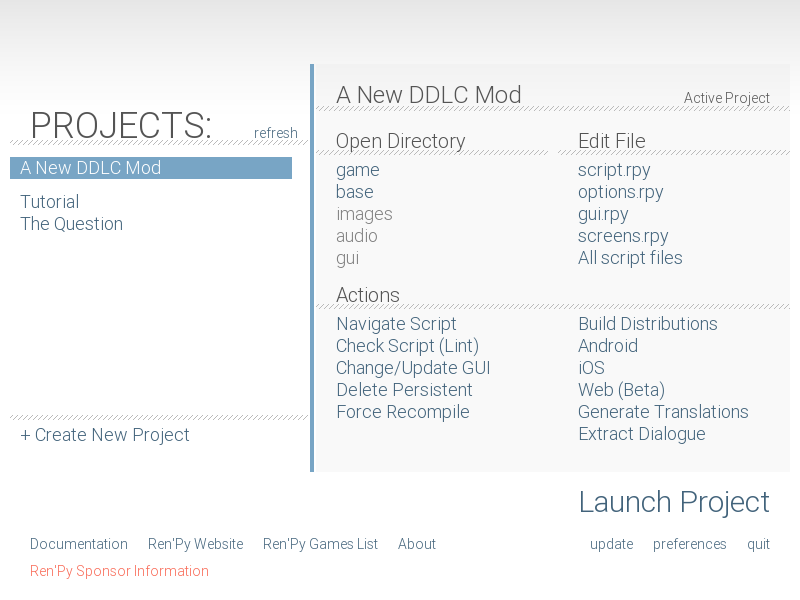 PROJECTS:
refresh
A New DDLC Mod
Tutorial
The Question
+ Create New Project
A New DDLC Mod
Active Project
Open Directory
game
base
images
audio
gui
Edit File
script.rpy
options.rpy
gui.rpy
screens.rpy
All script files
Actions
Navigate Script
Check Script (Lint)
Change/Update GUI
Delete Persistent
Force Recompile
Build Distributions
Android
iOS
Web (Beta)
Generate Translations
Extract Dialogue
Launch Project
Documentation Ren'Py Website Ren'Py Games List About
update preferences quit
Ren'Py Sponsor Information